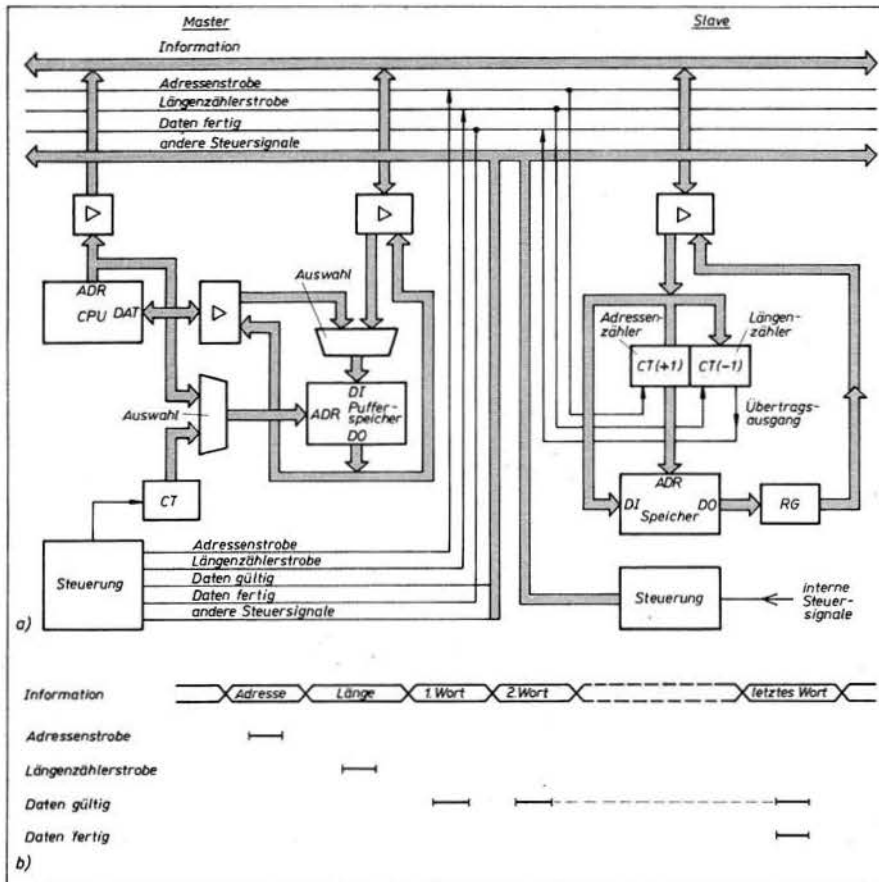 Master
Slave
Information
Adressenstrobe
Längenzählerstrobe
Daten fertig
andere Steuersignale
Auswahl
ADR
CPU
DAT
Adressen-
zähler
Längen-
zähler
CT(+1)
CT(-1)
Übertrags-
ausgang
Auswahl
DI
ADR
Puffer-
speicher
DO
CT
ADR
DI
DO
Speicher
RG
Steuerung
Adressenstrobe
Längenzählerstrobe
Daten gültig
Daten fertig
andere Steuersignale
Steuerung
interne
Steuer-
signale
a)
Information
Adresse
Länge
1. Wort
2. Wort
letztes Wort
Adressenstrobe
Längenzählerstrobe
Daten gültig
Daten fertig
b)